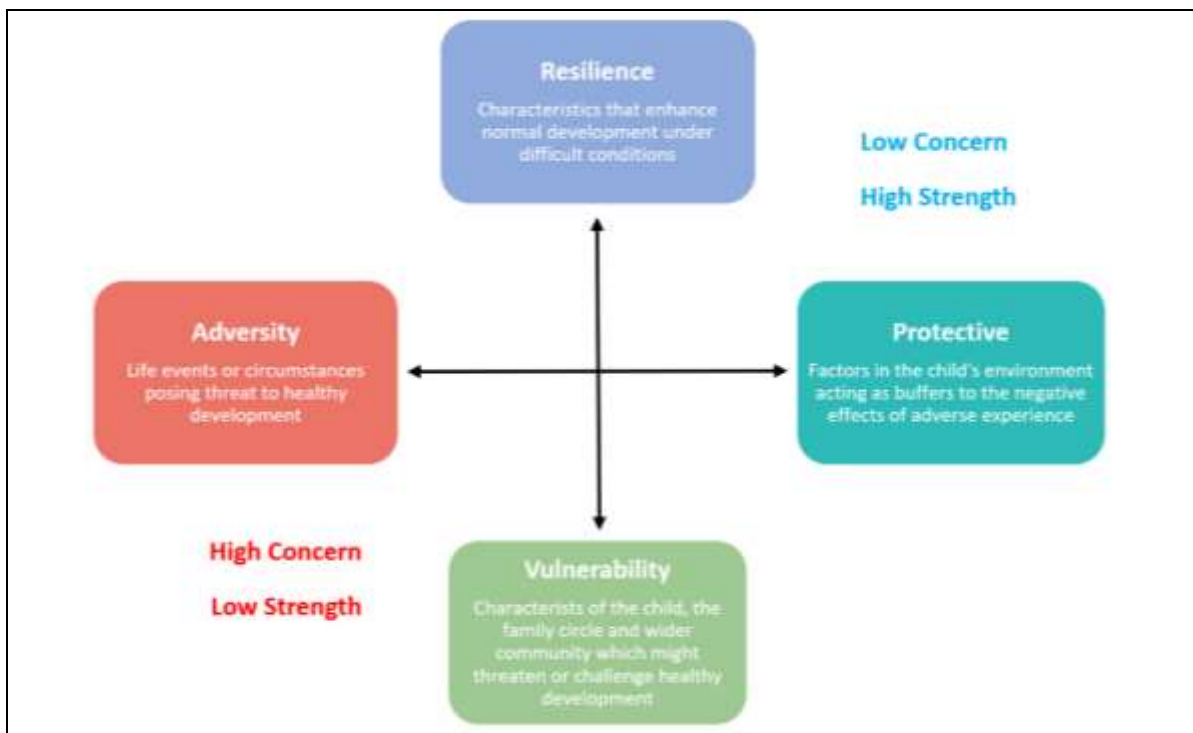 Resilience
Characteristics that enhance
normal development under
difficult conditions
Low Concern
High Strength
Adversity
Life events or circumstances
posing threat to healthy
development
Protective
Factors in the child's environment
acting as buffers to the negative
effects of adverse experience
High Concern
Low Strength
Vulnerability
Characterists of the child, the
family circle and wider
community which might
threaten or challenge healthy
development